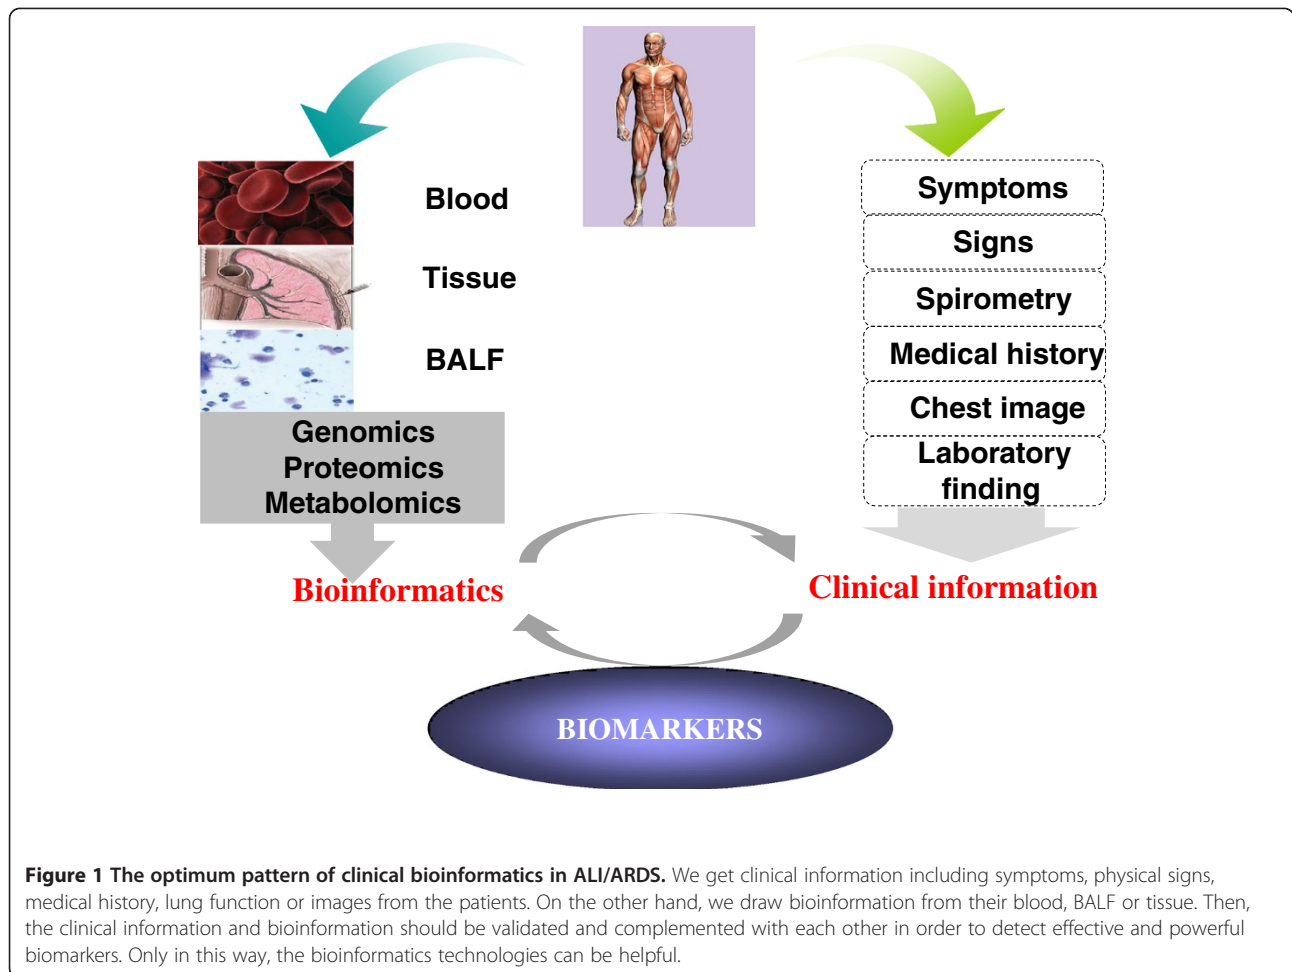 Blood
Tissue
BALF
Genomics
Proteomics
Metabolomics
Bioinformatics
Symptoms
Signs
Spirometry
Medical history
Chest image
Laboratory
finding
Clinical information
BIOMARKERS
Figure 1 The optimum pattern of clinical bioinformatics in ALI/ARDS. We get clinical information including symptoms, physical signs,
medical history, lung function or images from the patients. On the other hand, we draw bioinformation from their blood, BALF or tissue. Then,
the clinical information and bioinformation should be validated and complemented with each other in order to detect effective and powerful
biomarkers. Only in this way, the bioinformatics technologies can be helpful.